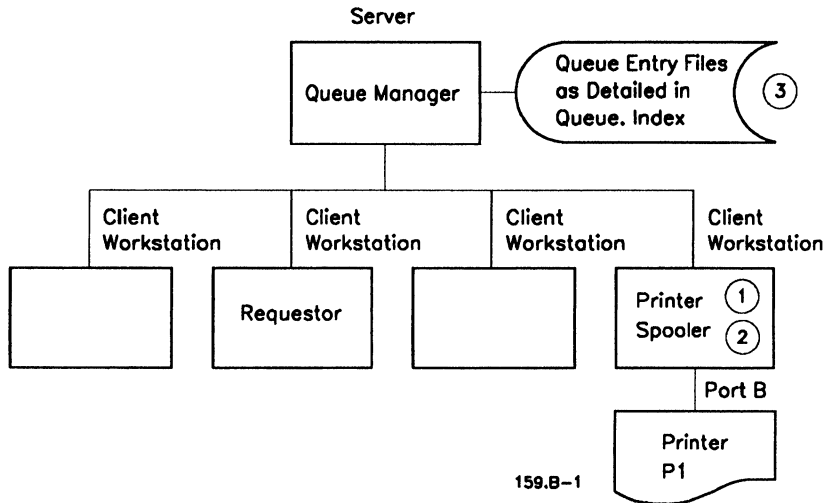 Server
Queue Manager
Queue Entry Files
as Detailed in
Queue. Index
3
Client
Workstation
Client
Workstation
Client
Workstation
Client
Workstation
Requestor
Printer
Spooler
1
2
Port B
Printer
P1
159.B-1